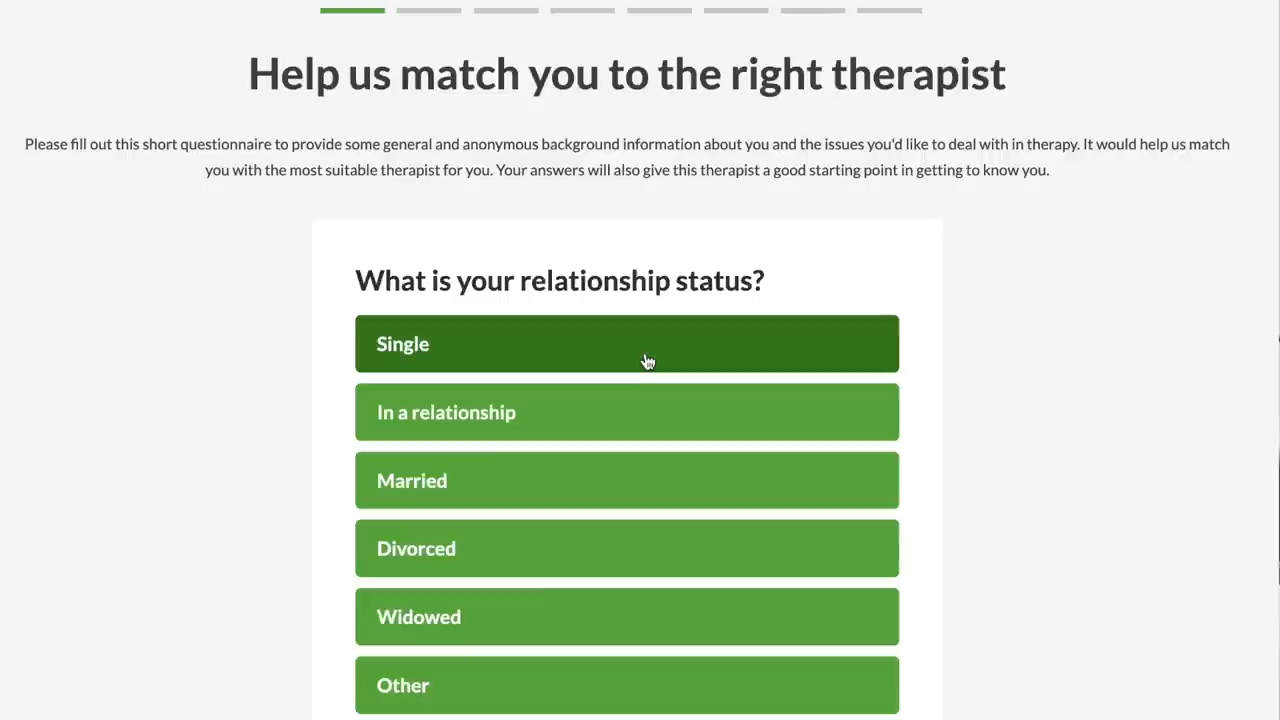 Help us match you to the right therapist
Please fill out this short questionnaire to provide some general and anonymous background information about you and the issues you'd like to deal with in therapy. It would help us match
you with the most suitable therapist for you. Your answers will also give this therapist a good starting point in getting to know you.
What is your relationship status?
Single
In a relationship
Married
Divorced
Widowed
Other